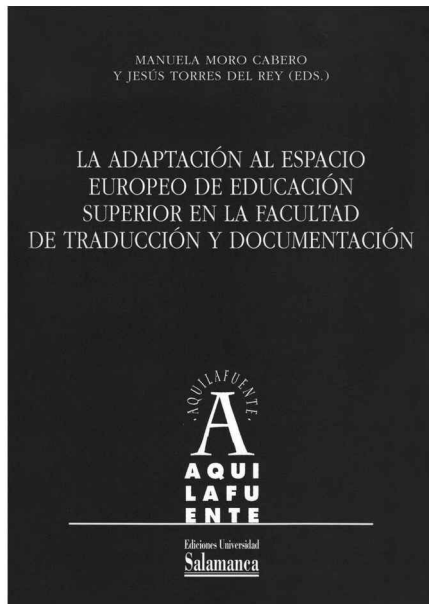 MANUELA MORO CABERO
Y JESÚS TORRES DEL REY (EDS.)
LA ADAPTACIÓN AL ESPACIO
EUROPEO DE EDUCACIÓN
SUPERIOR EN LA FACULTAD
DE TRADUCCIÓN Y DOCUMENTACIÓN
·AQUILAFUENTE·
A
AQUI
LAFU
ENTE
Ediciones Universidad
Salamanca